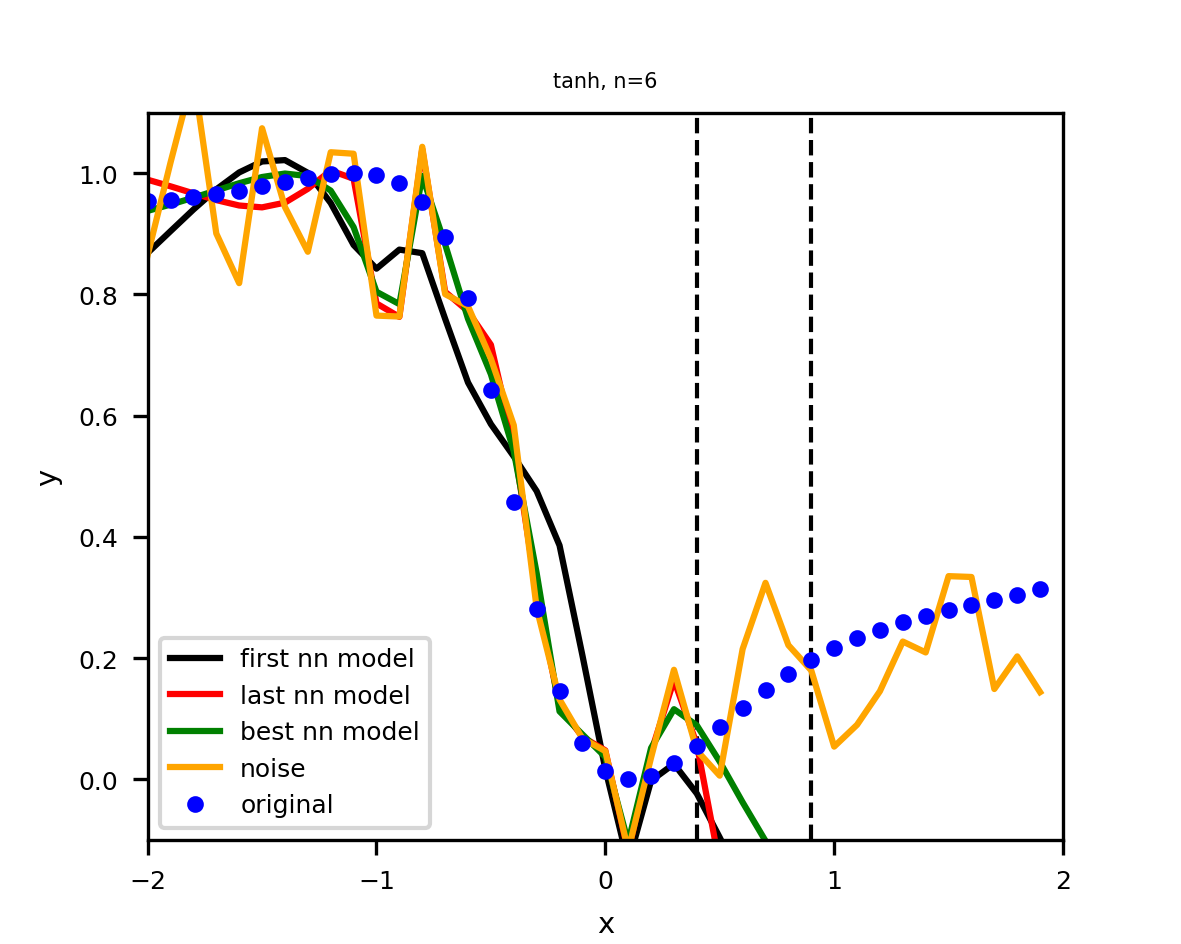 tanh, n=6
y
1.0
0.8
0.6
0.4
0.2
0.0
first nn model
last nn model
best nn model
noise
original
−2
−1
0
1
2
x